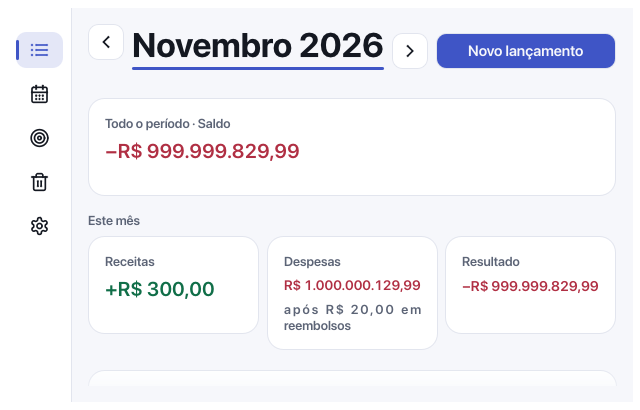 Novembro 2026
Novo lançamento
Todo o período · Saldo
−R$ 999.999.829,99
Este mês
Receitas
+R$ 300,00
Despesas
R$ 1.000.000.129,99
após R$ 20,00 em
reembolsos
Resultado
−R$ 999.999.829,99